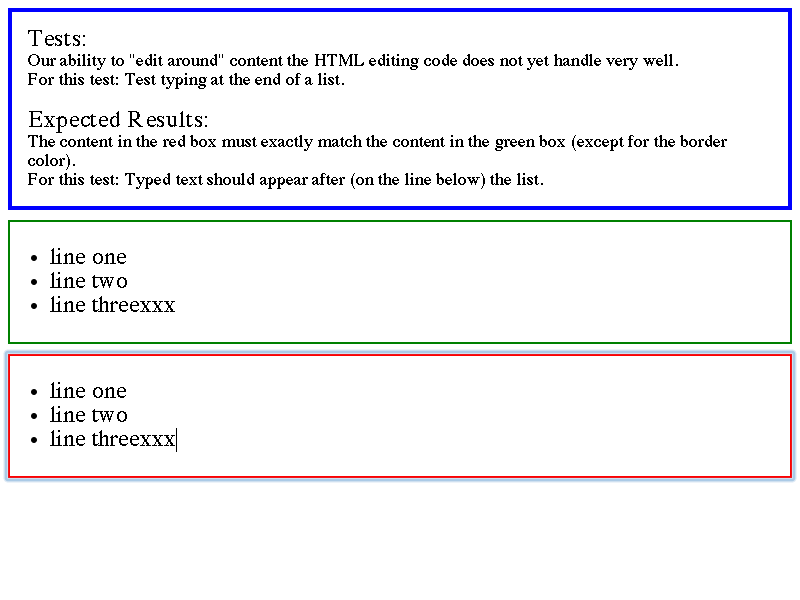 Tests:
Our ability to "edit around" content the HTML editing code does not yet handle very well.
For this test: Test typing at the end of a list.
Expected Results:
The content in the red box must exactly match the content in the green box (except for the border
color).
For this test: Typed text should appear after (on the line below) the list.
• line one
• line two
• line threexxx
• line one
• line two
• line threexxx